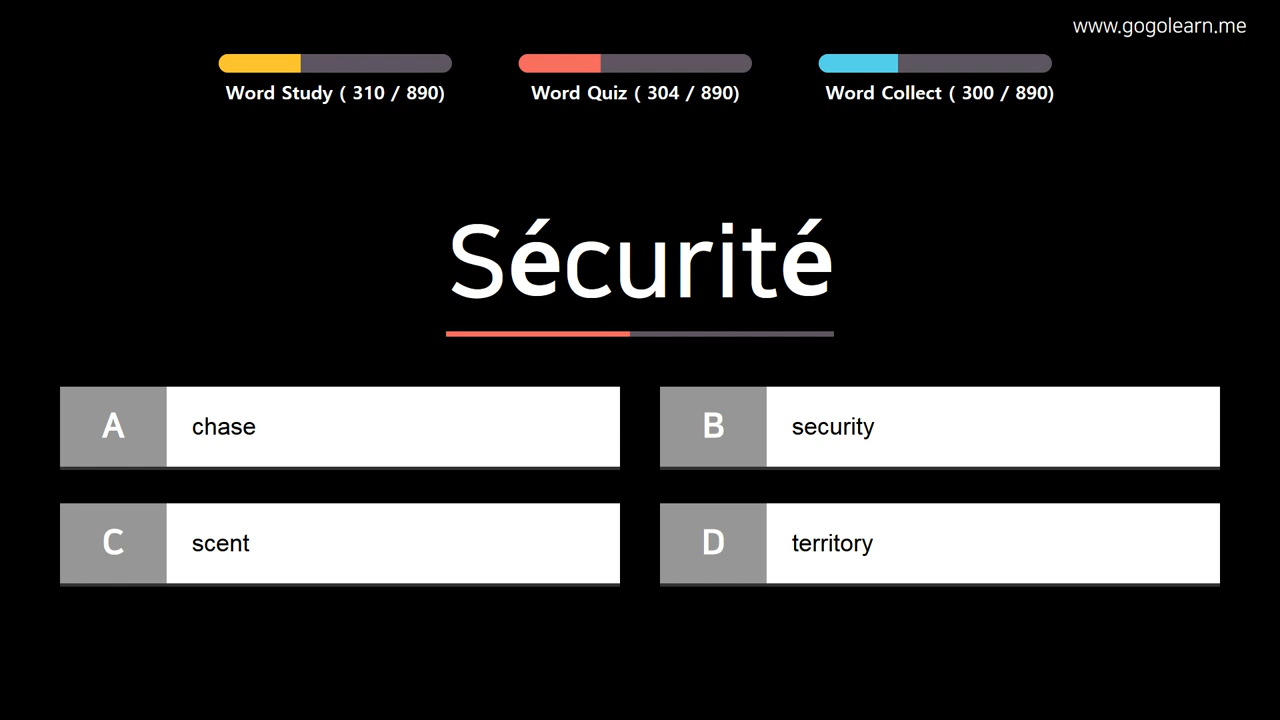 www.gogolearn.me
Word Study ( 310 / 890)
Word Quiz ( 304 / 890)
Word Collect ( 300 / 890)
Sécurité
A chase
B security
C scent
D territory